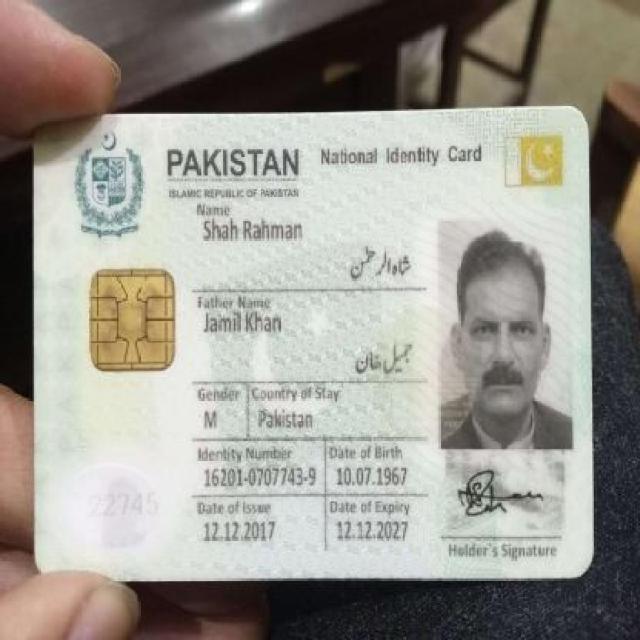 PAKISTAN National Identity Card
ISLAMIC REPUBLIC OF PAKISTAN
Name
Shah Rahman
شاه الرحمٰن
Father Name
Jamil Khan
جمیل خان
Gender Country of Stay
M Pakistan
Identity Number Date of Birth
16201-0707743-9 10.07.1967
Date of Issue Date of Expiry
12.12.2017 12.12.2027
22745
Holder's Signature